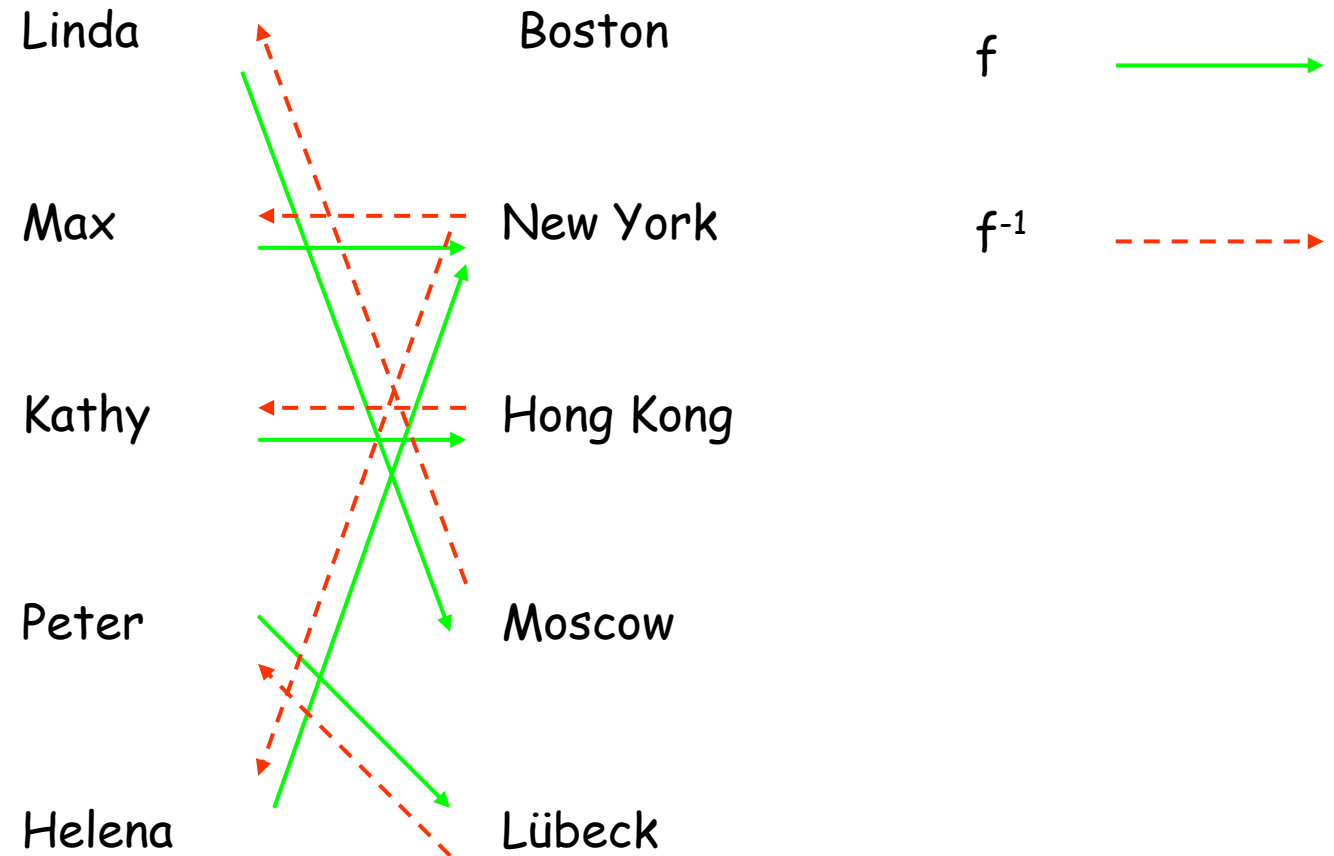 Linda Boston f
Max New York f-1
Kathy Hong Kong
Peter Moscow
Helena Lübeck